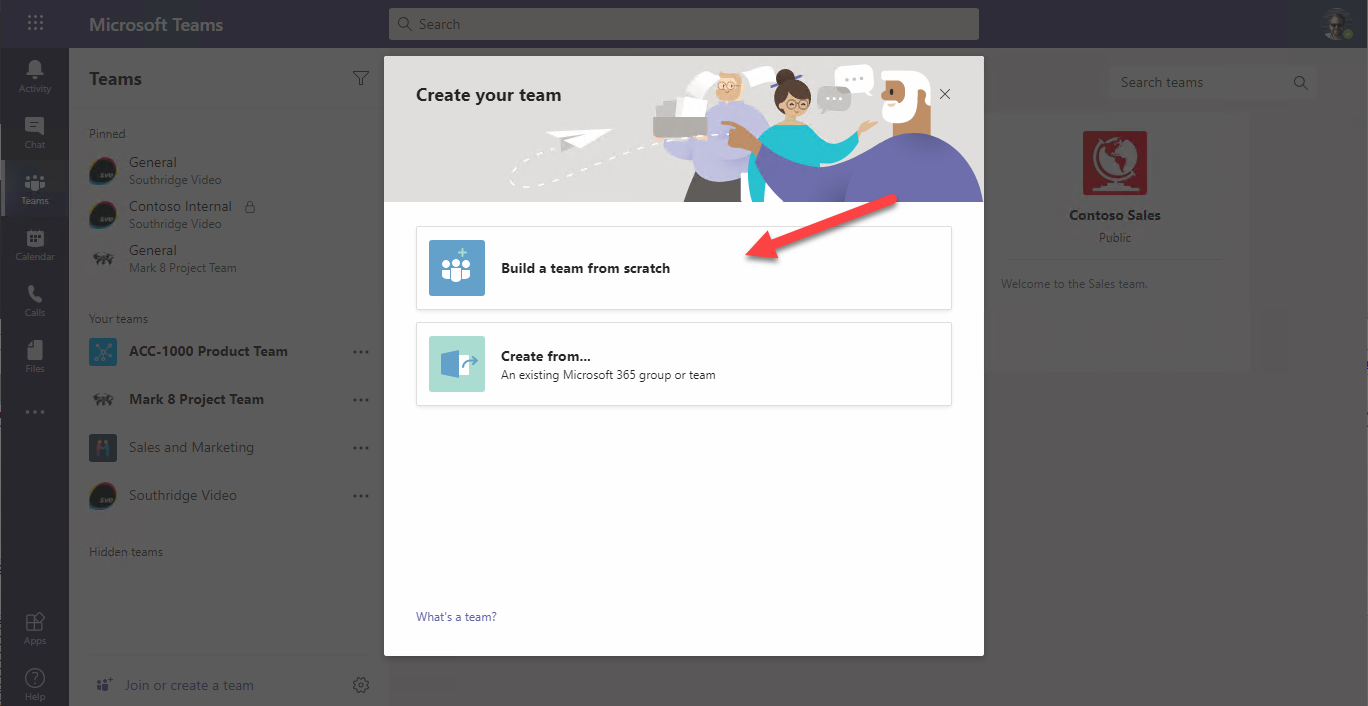 Microsoft Teams
Search
Activity
Chat
Teams
Calendar
Calls
Files
Apps
Help
Teams
Pinned
General
Southridge Video
Contoso Internal
Southridge Video
General
Mark 8 Project Team
Your teams
ACC-1000 Product Team
Mark 8 Project Team
Sales and Marketing
Southridge Video
Hidden teams
Join or create a team
Create your team
Build a team from scratch
Create from...
An existing Microsoft 365 group or team
What's a team?
Search teams
Contoso Sales
Public
Welcome to the Sales team.